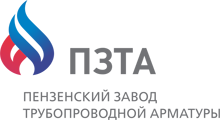 ПЗТА
ПЕНЗЕНСКИЙ ЗАВОД
ТРУБОПРОВОДНОЙ АРМАТУРЫ